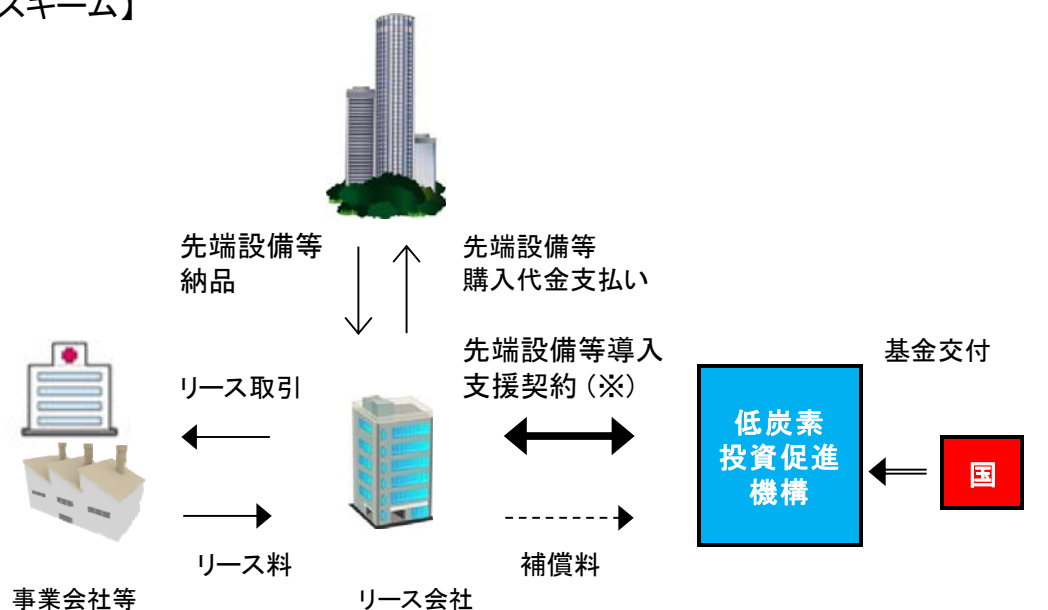 スキーム】
先端設備等
納品
先端設備等
購入代金支払い
先端設備等導入
支援契約（※）
基金交付
リース取引
低炭素
投資促進
機構
国
リース料
補償料
事業会社等
リース会社